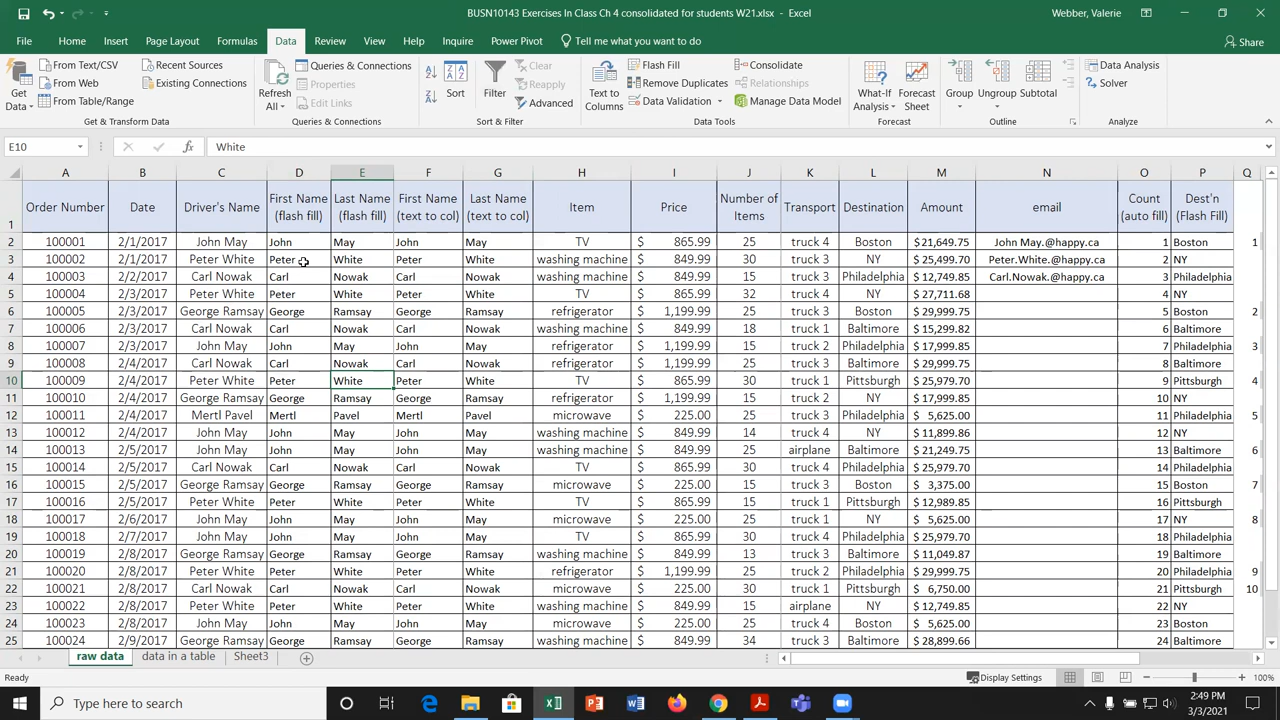 BUSN10143 Exercises In Class Ch 4 consolidated for students W21.xlsx - Excel
Webber, Valerie
File Home Insert Page Layout Formulas Data Review View Help Inquire Power Pivot Tell me what you want to do Share
Get Data
From Text/CSV
From Web
From Table/Range
Recent Sources
Existing Connections
Get & Transform Data
Refresh All
Queries & Connections
Properties
Edit Links
Queries & Connections
Sort
Filter
Clear
Reapply
Advanced
Sort & Filter
Text to Columns
Flash Fill
Remove Duplicates
Data Validation
Consolidate
Relationships
Manage Data Model
Data Tools
What-If Analysis
Forecast Sheet
Forecast
Group
Ungroup
Subtotal
Outline
Data Analysis
Solver
Analyze
E10 fx White
A B C D E F G H I J K L M N O P Q
1 Order Number Date Driver's Name First Name (flash fill) Last Name (flash fill) First Name (text to col) Last Name (text to col) Item Price Number of Items Transport Destination Amount email Count (auto fill) Dest'n (Flash Fill)
2 100001 2/1/2017 John May John May John May TV $ 865.99 25 truck 4 Boston $ 21,649.75 John May.@happy.ca 1 Boston 1
3 100002 2/1/2017 Peter White Peter White Peter White washing machine $ 849.99 30 truck 3 NY $ 25,499.70 Peter.White.@happy.ca 2 NY
4 100003 2/2/2017 Carl Nowak Carl Nowak Carl Nowak washing machine $ 849.99 15 truck 3 Philadelphia $ 12,749.85 Carl.Nowak.@happy.ca 3 Philadelphia
5 100004 2/3/2017 Peter White Peter White Peter White TV $ 865.99 32 truck 4 NY $ 27,711.68 4 NY
6 100005 2/3/2017 George Ramsay George Ramsay George Ramsay refrigerator $ 1,199.99 25 truck 3 Boston $ 29,999.75 5 Boston 2
7 100006 2/3/2017 Carl Nowak Carl Nowak Carl Nowak washing machine $ 849.99 18 truck 1 Baltimore $ 15,299.82 6 Baltimore
8 100007 2/3/2017 John May John May John May refrigerator $ 1,199.99 15 truck 2 Philadelphia $ 17,999.85 7 Philadelphia 3
9 100008 2/4/2017 Carl Nowak Carl Nowak Carl Nowak refrigerator $ 1,199.99 25 truck 3 Baltimore $ 29,999.75 8 Baltimore
10 100009 2/4/2017 Peter White Peter White Peter White TV $ 865.99 30 truck 1 Pittsburgh $ 25,979.70 9 Pittsburgh 4
11 100010 2/4/2017 George Ramsay George Ramsay George Ramsay refrigerator $ 1,199.99 15 truck 2 NY $ 17,999.85 10 NY
12 100011 2/4/2017 Mertl Pavel Mertl Pavel Mertl Pavel microwave $ 225.00 25 truck 1 Philadelphia $ 5,625.00 11 Philadelphia 5
13 100012 2/4/2017 John May John May John May washing machine $ 849.99 14 truck 4 NY $ 11,899.86 12 NY
14 100013 2/5/2017 John May John May John May washing machine $ 849.99 25 airplane Baltimore $ 21,249.75 13 Baltimore 6
15 100014 2/5/2017 Carl Nowak Carl Nowak Carl Nowak TV $ 865.99 30 truck 4 Philadelphia $ 25,979.70 14 Philadelphia
16 100015 2/5/2017 George Ramsay George Ramsay George Ramsay microwave $ 225.00 15 truck 4 Boston $ 3,375.00 15 Boston 7
17 100016 2/5/2017 Peter White Peter White Peter White TV $ 865.99 15 truck 1 Pittsburgh $ 12,989.85 16 Pittsburgh
18 100017 2/5/2017 John May John May John May microwave $ 225.00 25 truck 1 NY $ 5,625.00 17 NY 8
19 100018 2/7/2017 John May John May John May TV $ 865.99 30 truck 4 Philadelphia $ 25,979.70 18 Philadelphia
20 100019 2/8/2017 George Ramsay George Ramsay George Ramsay washing machine $ 849.99 13 truck 3 Baltimore $ 11,049.87 19 Baltimore
21 100020 2/8/2017 Peter White Peter White Peter White refrigerator $ 1,199.99 25 truck 2 Philadelphia $ 29,999.75 20 Philadelphia 9
22 100021 2/8/2017 Carl Nowak Carl Nowak Carl Nowak microwave $ 225.00 30 truck 1 Pittsburgh $ 6,750.00 21 Pittsburgh 10
23 100022 2/8/2017 Peter White Peter White Peter White washing machine $ 849.99 15 airplane NY $ 12,749.85 22 NY
24 100023 2/8/2017 John May John May John May microwave $ 225.00 25 truck 4 Boston $ 5,625.00 23 Boston
25 100024 2/9/2017 George Ramsay George Ramsay George Ramsay washing machine $ 849.99 34 truck 3 Baltimore $ 28,899.66 24 Baltimore
raw data data in a table Sheet3
Ready Display Settings 100%
Type here to search
2:49 PM
3/3/2021